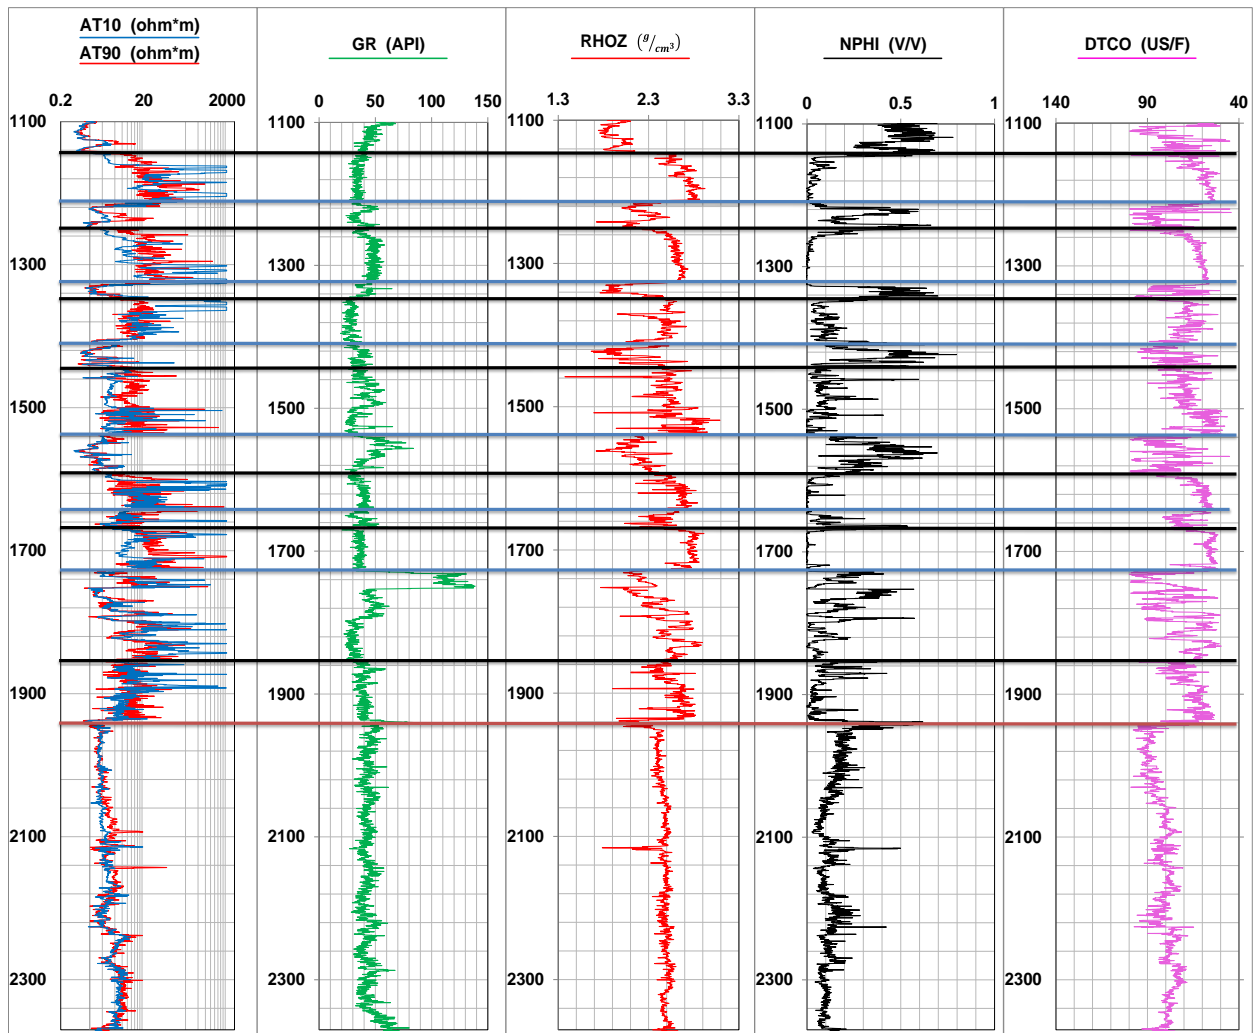 AT10 (ohm*m)
AT90 (ohm*m)
GR (API)
RHOZ (g/cm³)
NPHI (V/V)
DTCO (US/F)
0.2 20 2000
0 50 100 150
1.3 2.3 3.3
0 0.5 1
140 90 40
1100 1100 1100 1100 1100
1300 1300 1300 1300 1300
1500 1500 1500 1500 1500
1700 1700 1700 1700 1700
1900 1900 1900 1900 1900
2100 2100 2100 2100 2100
2300 2300 2300 2300 2300